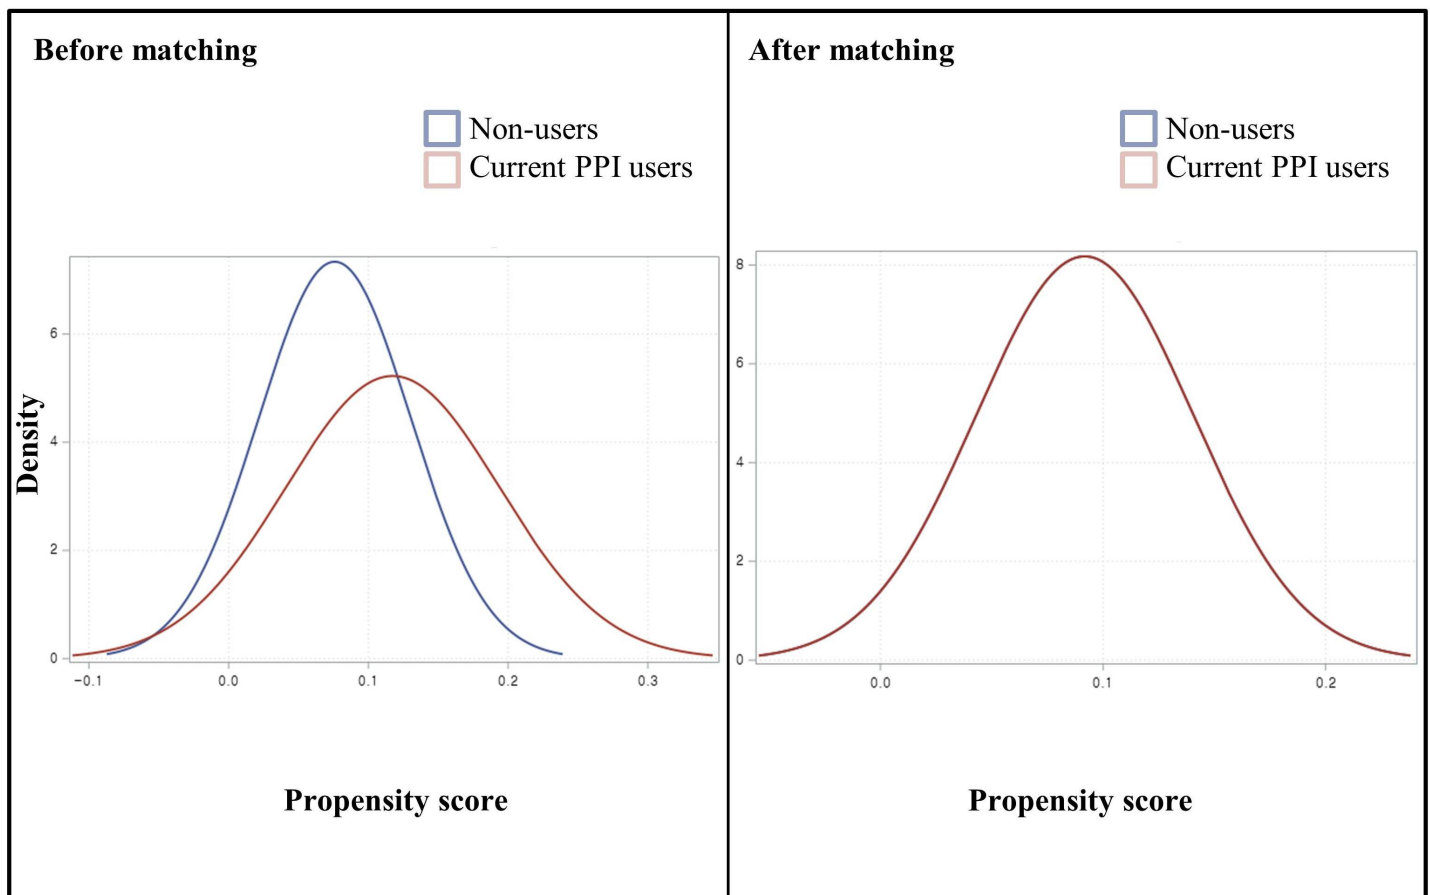 Before matching
Non-users
Current PPI users
Density
6
4
2
0
−0.1
0.0
0.1
0.2
0.3
Propensity score
After matching
Non-users
Current PPI users
8
6
4
2
0
0.0
0.1
0.2
Propensity score